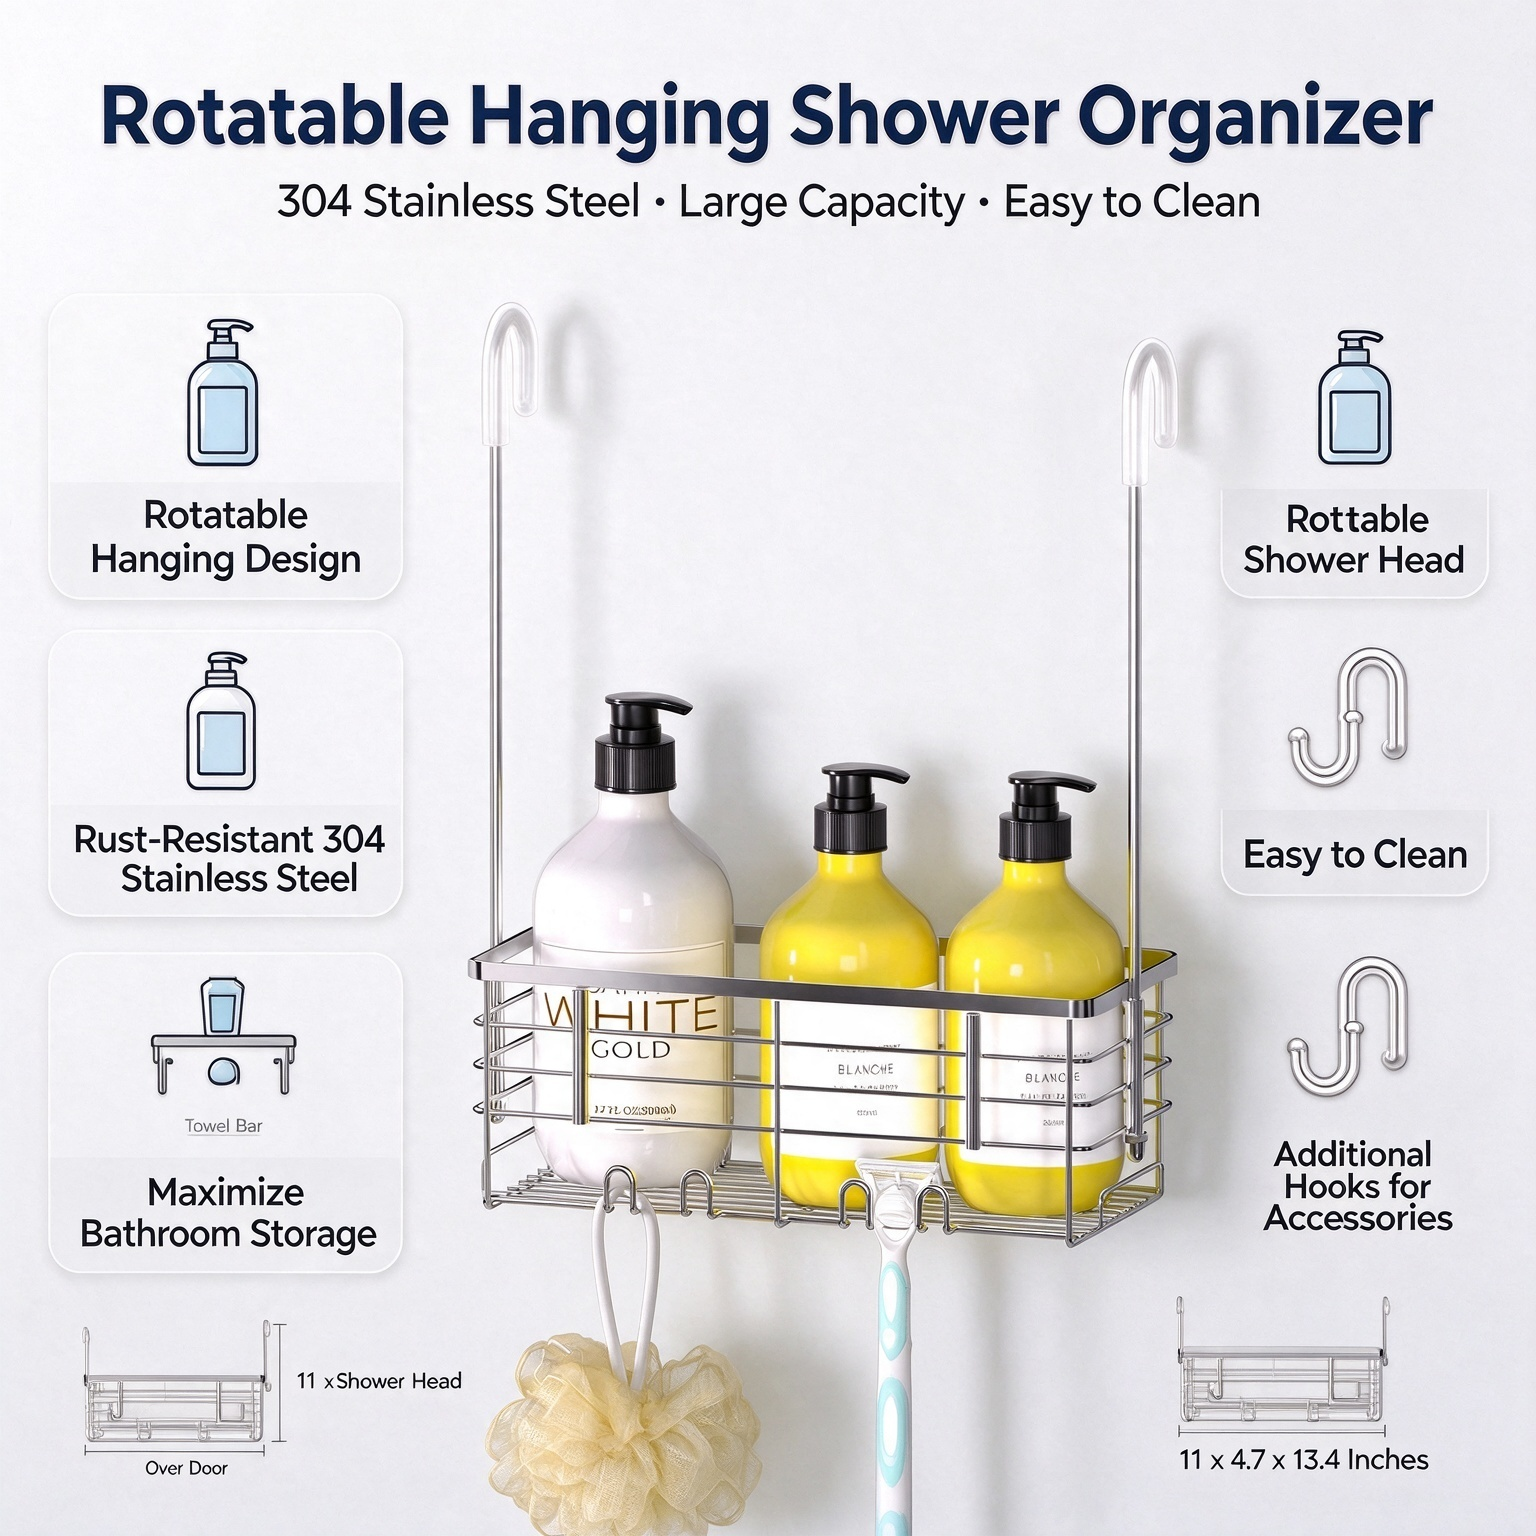 Rotatable Hanging Shower Organizer
304 Stainless Steel • Large Capacity • Easy to Clean
Rotatable
Hanging Design
Rottable
Shower Head
Rust-Resistant 304
Stainless Steel
Easy to Clean
Towel Bar
Maximize
Bathroom Storage
Additional
Hooks for
Accessories
WHITE
GOLD
BLANCHE
BLANCHE
11 x Shower Head
Over Door
11 x 4.7 x 13.4 Inches